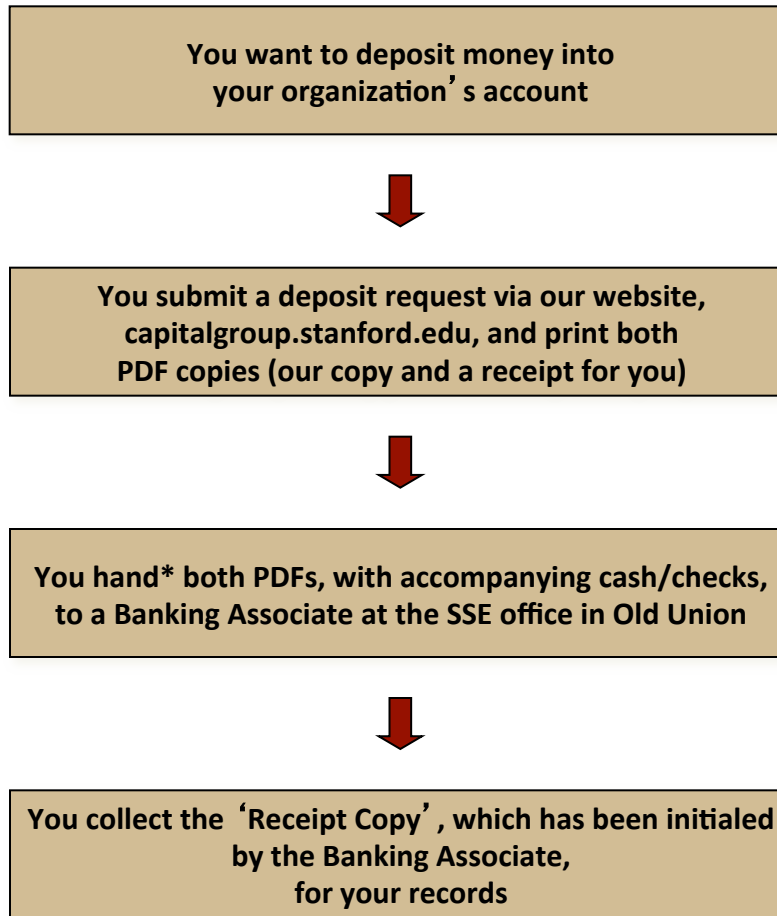 You want to deposit money into
your organization’s account
You submit a deposit request via our website,
capitalgroup.stanford.edu, and print both
PDF copies (our copy and a receipt for you)
You hand* both PDFs, with accompanying cash/checks,
to a Banking Associate at the SSE office in Old Union
You collect the ‘Receipt Copy’, which has been initialed
by the Banking Associate,
for your records